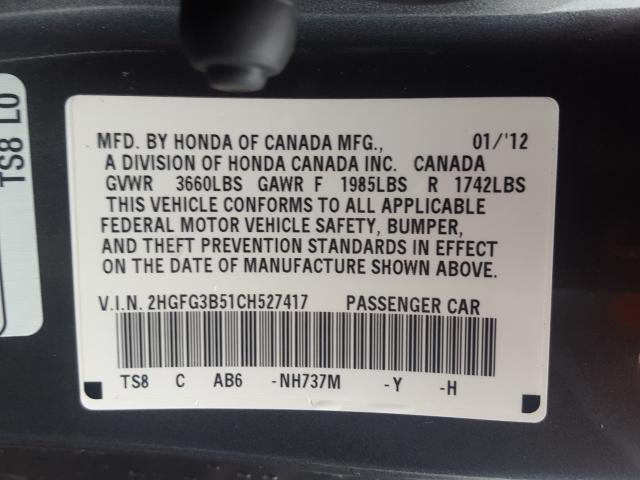 TS8 LO
MFD. BY HONDA OF CANADA MFG., 01/'12
A DIVISION OF HONDA CANADA INC. CANADA
GVWR 3660LBS GAWR F 1985LBS R 1742LBS
THIS VEHICLE CONFORMS TO ALL APPLICABLE
FEDERAL MOTOR VEHICLE SAFETY, BUMPER,
AND THEFT PREVENTION STANDARDS IN EFFECT
ON THE DATE OF MANUFACTURE SHOWN ABOVE.
V.I.N. 2HGFG3B51CH527417 PASSENGER CAR
TS8 C AB6 -NH737M -Y -H